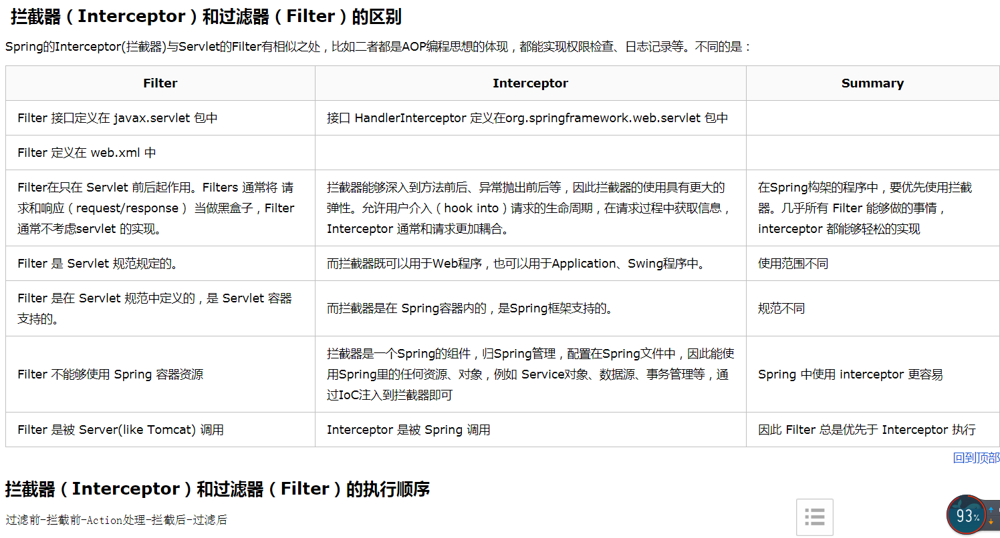 拦截器（Interceptor）和过滤器（Filter）的区别
Spring的Interceptor(拦截器)与Servlet的Filter有相似之处，比如二者都是AOP编程思想的体现，都能实现权限检查、日志记录等。不同的是：
Filter
Interceptor
Summary
Filter 接口定义在 javax.servlet 包中
接口 HandlerInterceptor 定义在org.springframework.web.servlet 包中
Filter 定义在 web.xml 中
Filter在只在 Servlet 前后起作用。Filters 通常将 请
求和响应（request/response） 当做黑盒子，Filter
通常不考虑servlet 的实现。
拦截器能够深入到方法前后、异常抛出前后等，因此拦截器的使用具有更大的
弹性。允许用户介入（hook into）请求的生命周期，在请求过程中获取信息，
Interceptor 通常和请求更加耦合。
在Spring构架的程序中，要优先使用拦截
器。几乎所有 Filter 能够做的事情，
interceptor 都能够轻松的实现
Filter 是 Servlet 规范规定的。
而拦截器既可以用于Web程序，也可以用于Application、Swing程序中。
使用范围不同
Filter 是在 Servlet 规范中定义的，是 Servlet 容器
支持的。
而拦截器是在 Spring容器内的，是Spring框架支持的。
规范不同
Filter 不能够使用 Spring 容器资源
拦截器是一个Spring的组件，归Spring管理，配置在Spring文件中，因此能使
用Spring里的任何资源、对象，例如 Service对象、数据源、事务管理等，通
过IoC注入到拦截器即可
Spring 中使用 interceptor 更容易
Filter 是被 Server(like Tomcat) 调用
Interceptor 是被 Spring 调用
因此 Filter 总是优先于 Interceptor 执行
回到顶部
拦截器（Interceptor）和过滤器（Filter）的执行顺序
过滤前-拦截前-Action处理-拦截后-过滤后
93%